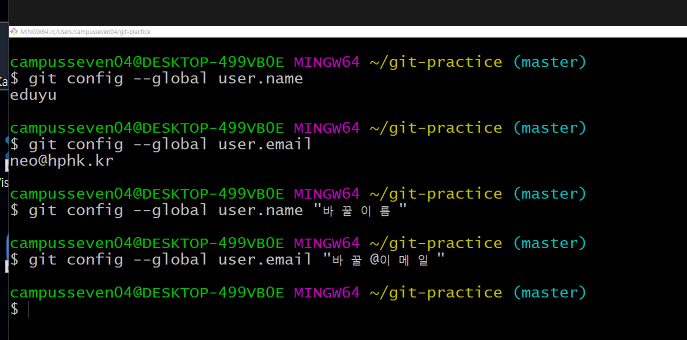 MINGW64:/c/Users/campusseven04/git-practice
campusseven04@DESKTOP-499VB0E MINGW64 ~/git-practice (master)
$ git config --global user.name
eduyu
campusseven04@DESKTOP-499VB0E MINGW64 ~/git-practice (master)
$ git config --global user.email
neo@hphk.kr
campusseven04@DESKTOP-499VB0E MINGW64 ~/git-practice (master)
$ git config --global user.name "바꿀이름"
campusseven04@DESKTOP-499VB0E MINGW64 ~/git-practice (master)
$ git config --global user.email "바꿀@이메일"
campusseven04@DESKTOP-499VB0E MINGW64 ~/git-practice (master)
$